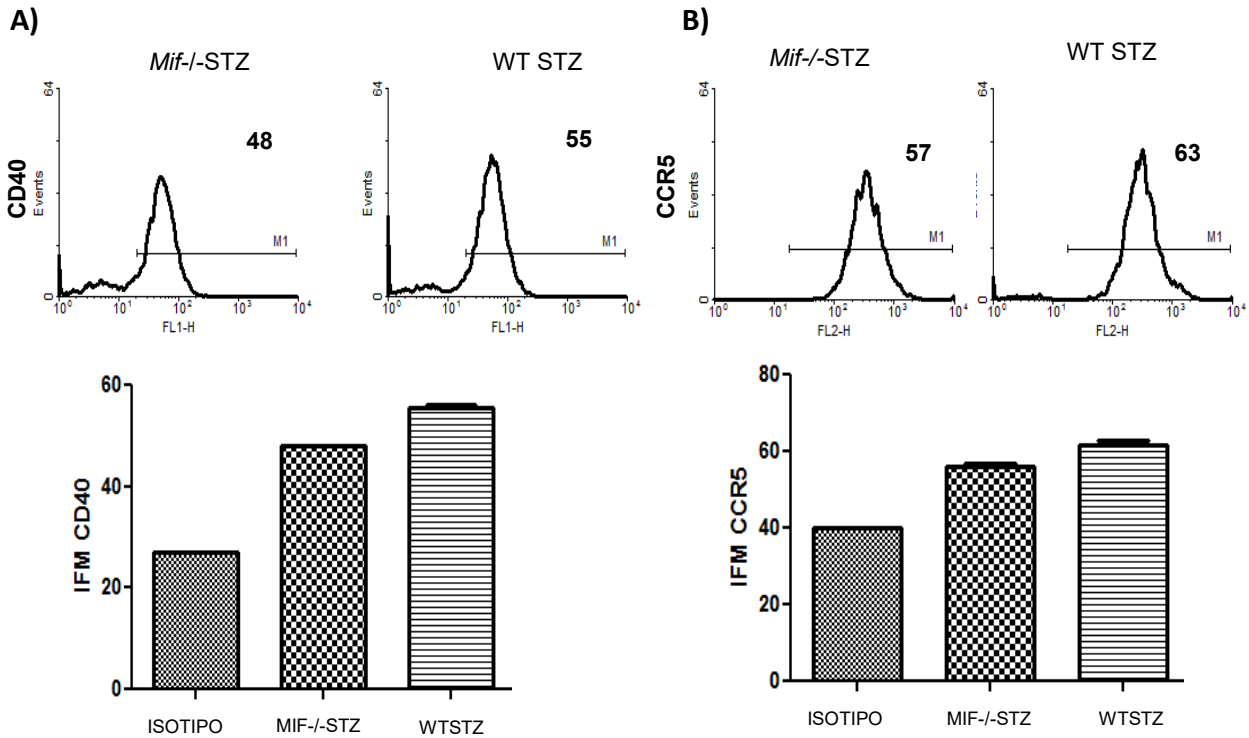 A)
Mif-/-STZ
WT STZ
CD40
Events
64
0
48
M1
10^0 10^1 10^2 10^3 10^4
FL1-H
Events
64
0
55
M1
10^0 10^1 10^2 10^3 10^4
FL1-H
IFM CD40
60
40
20
0
ISOTIPO MIF-/-STZ WTSTZ
B)
Mif-/-STZ
WT STZ
CCR5
Events
64
0
57
M1
10^0 10^1 10^2 10^3 10^4
FL2-H
64
0
63
M1
10^0 10^1 10^2 10^3 10^4
FL2-H
IFM CCR5
80
60
40
20
0
ISOTIPO MIF-/-STZ WTSTZ